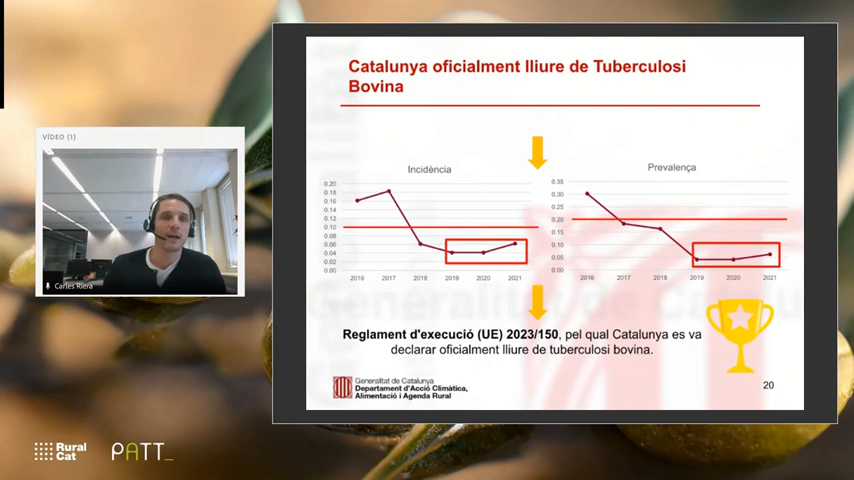 VÍDEO (1)
Carles Riera
Catalunya oficialment lliure de Tuberculosi
Bovina
Incidència
0.20
0.18
0.16
0.14
0.12
0.10
0.08
0.06
0.04
0.02
0.00
2016 2017 2018 2019 2020 2021
Prevalença
0.35
0.30
0.25
0.20
0.15
0.10
0.05
0.00
2016 2017 2018 2019 2020 2021
Reglament d'execució (UE) 2023/150, pel qual Catalunya es va
declarar oficialment lliure de tuberculosi bovina.
Generalitat de Catalunya
Departament d'Acció Climàtica,
Alimentació i Agenda Rural
20
Rural
Cat
PATT_